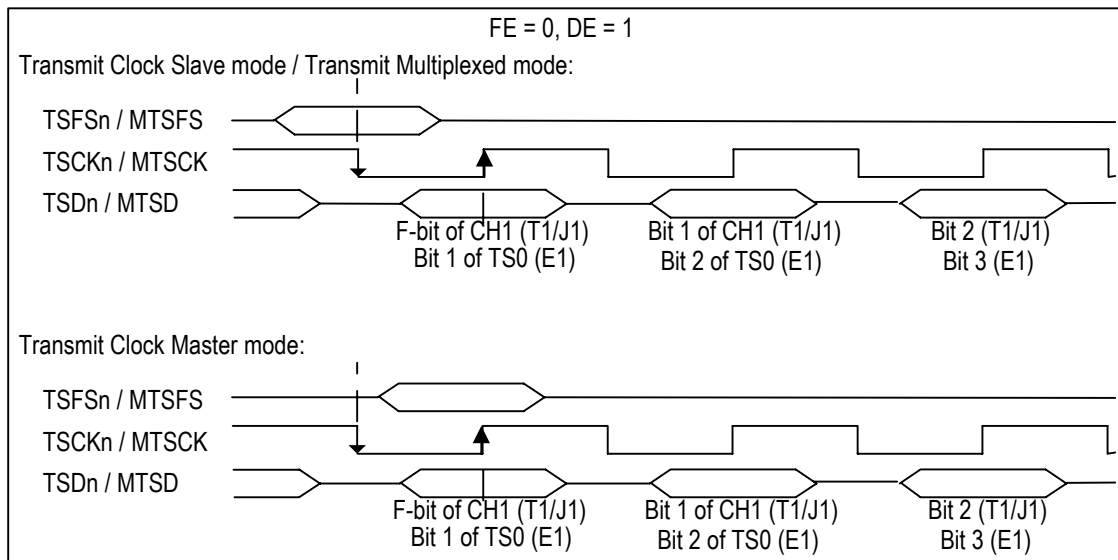 FE = 0, DE = 1
Transmit Clock Slave mode / Transmit Multiplexed mode:
TSFSn / MTSFS
TSCKn / MTSCK
TSDn / MTSD
F-bit of CH1 (T1/J1) Bit 1 of CH1 (T1/J1) Bit 2 (T1/J1)
Bit 1 of TS0 (E1) Bit 2 of TS0 (E1) Bit 3 (E1)
Transmit Clock Master mode:
TSFSn / MTSFS
TSCKn / MTSCK
TSDn / MTSD
F-bit of CH1 (T1/J1) Bit 1 of CH1 (T1/J1) Bit 2 (T1/J1)
Bit 1 of TS0 (E1) Bit 2 of TS0 (E1) Bit 3 (E1)